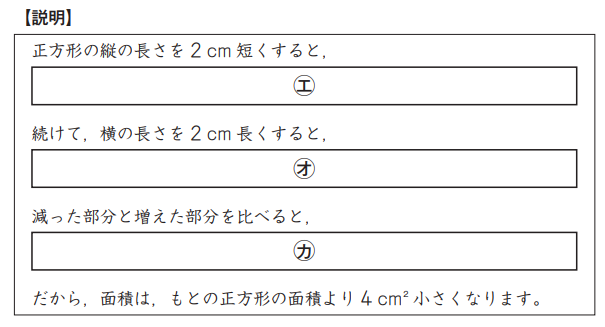 【説明】
正方形の縦の長さを2cm短くすると，
㋓
続けて，横の長さを2cm長くすると，
㋔
減った部分と増えた部分を比べると，
㋕
だから，面積は，もとの正方形の面積より4cm²小さくなります。